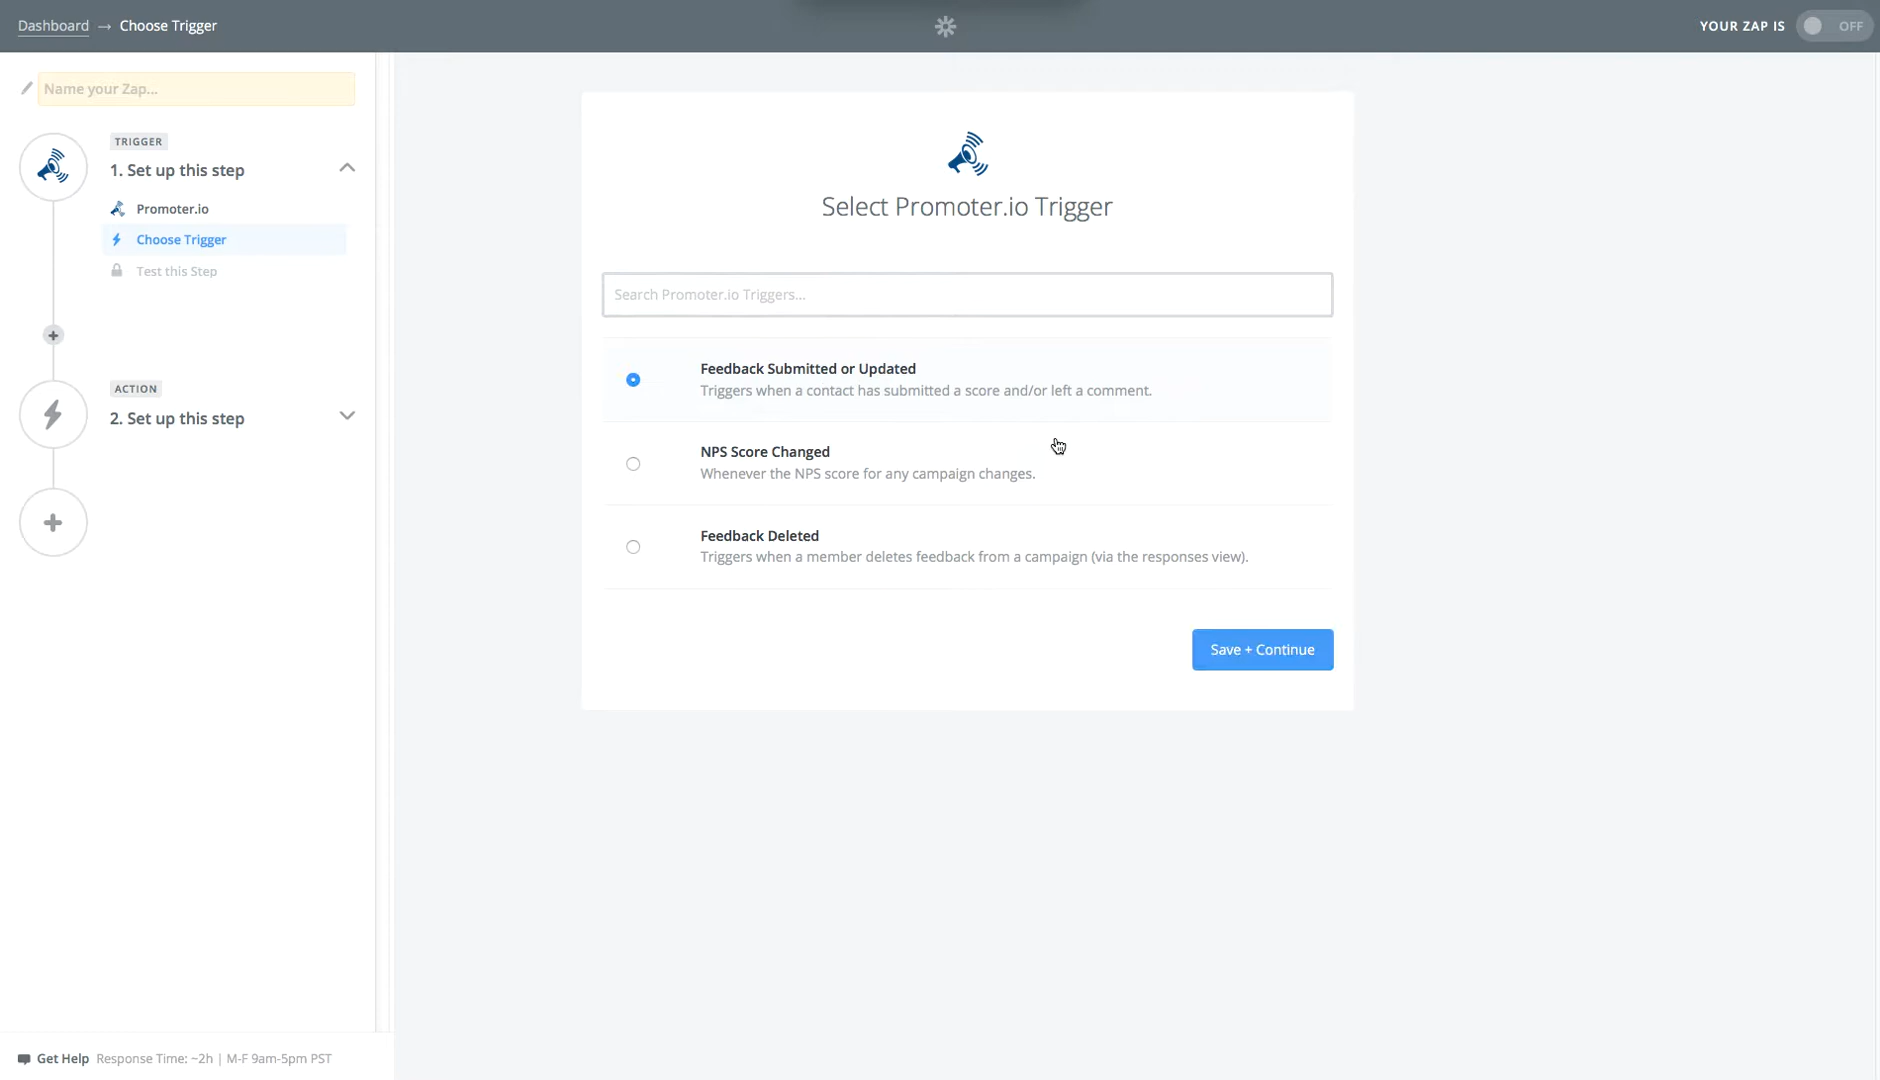 Dashboard → Choose Trigger
YOUR ZAP IS OFF
Name your Zap...
TRIGGER
1. Set up this step
Promoter.io
Choose Trigger
Test this Step
ACTION
2. Set up this step
Select Promoter.io Trigger
Search Promoter.io Triggers...
Feedback Submitted or Updated
Triggers when a contact has submitted a score and/or left a comment.
NPS Score Changed
Whenever the NPS score for any campaign changes.
Feedback Deleted
Triggers when a member deletes feedback from a campaign (via the responses view).
Save + Continue
Get Help Response Time: ~2h | M-F 9am-5pm PST